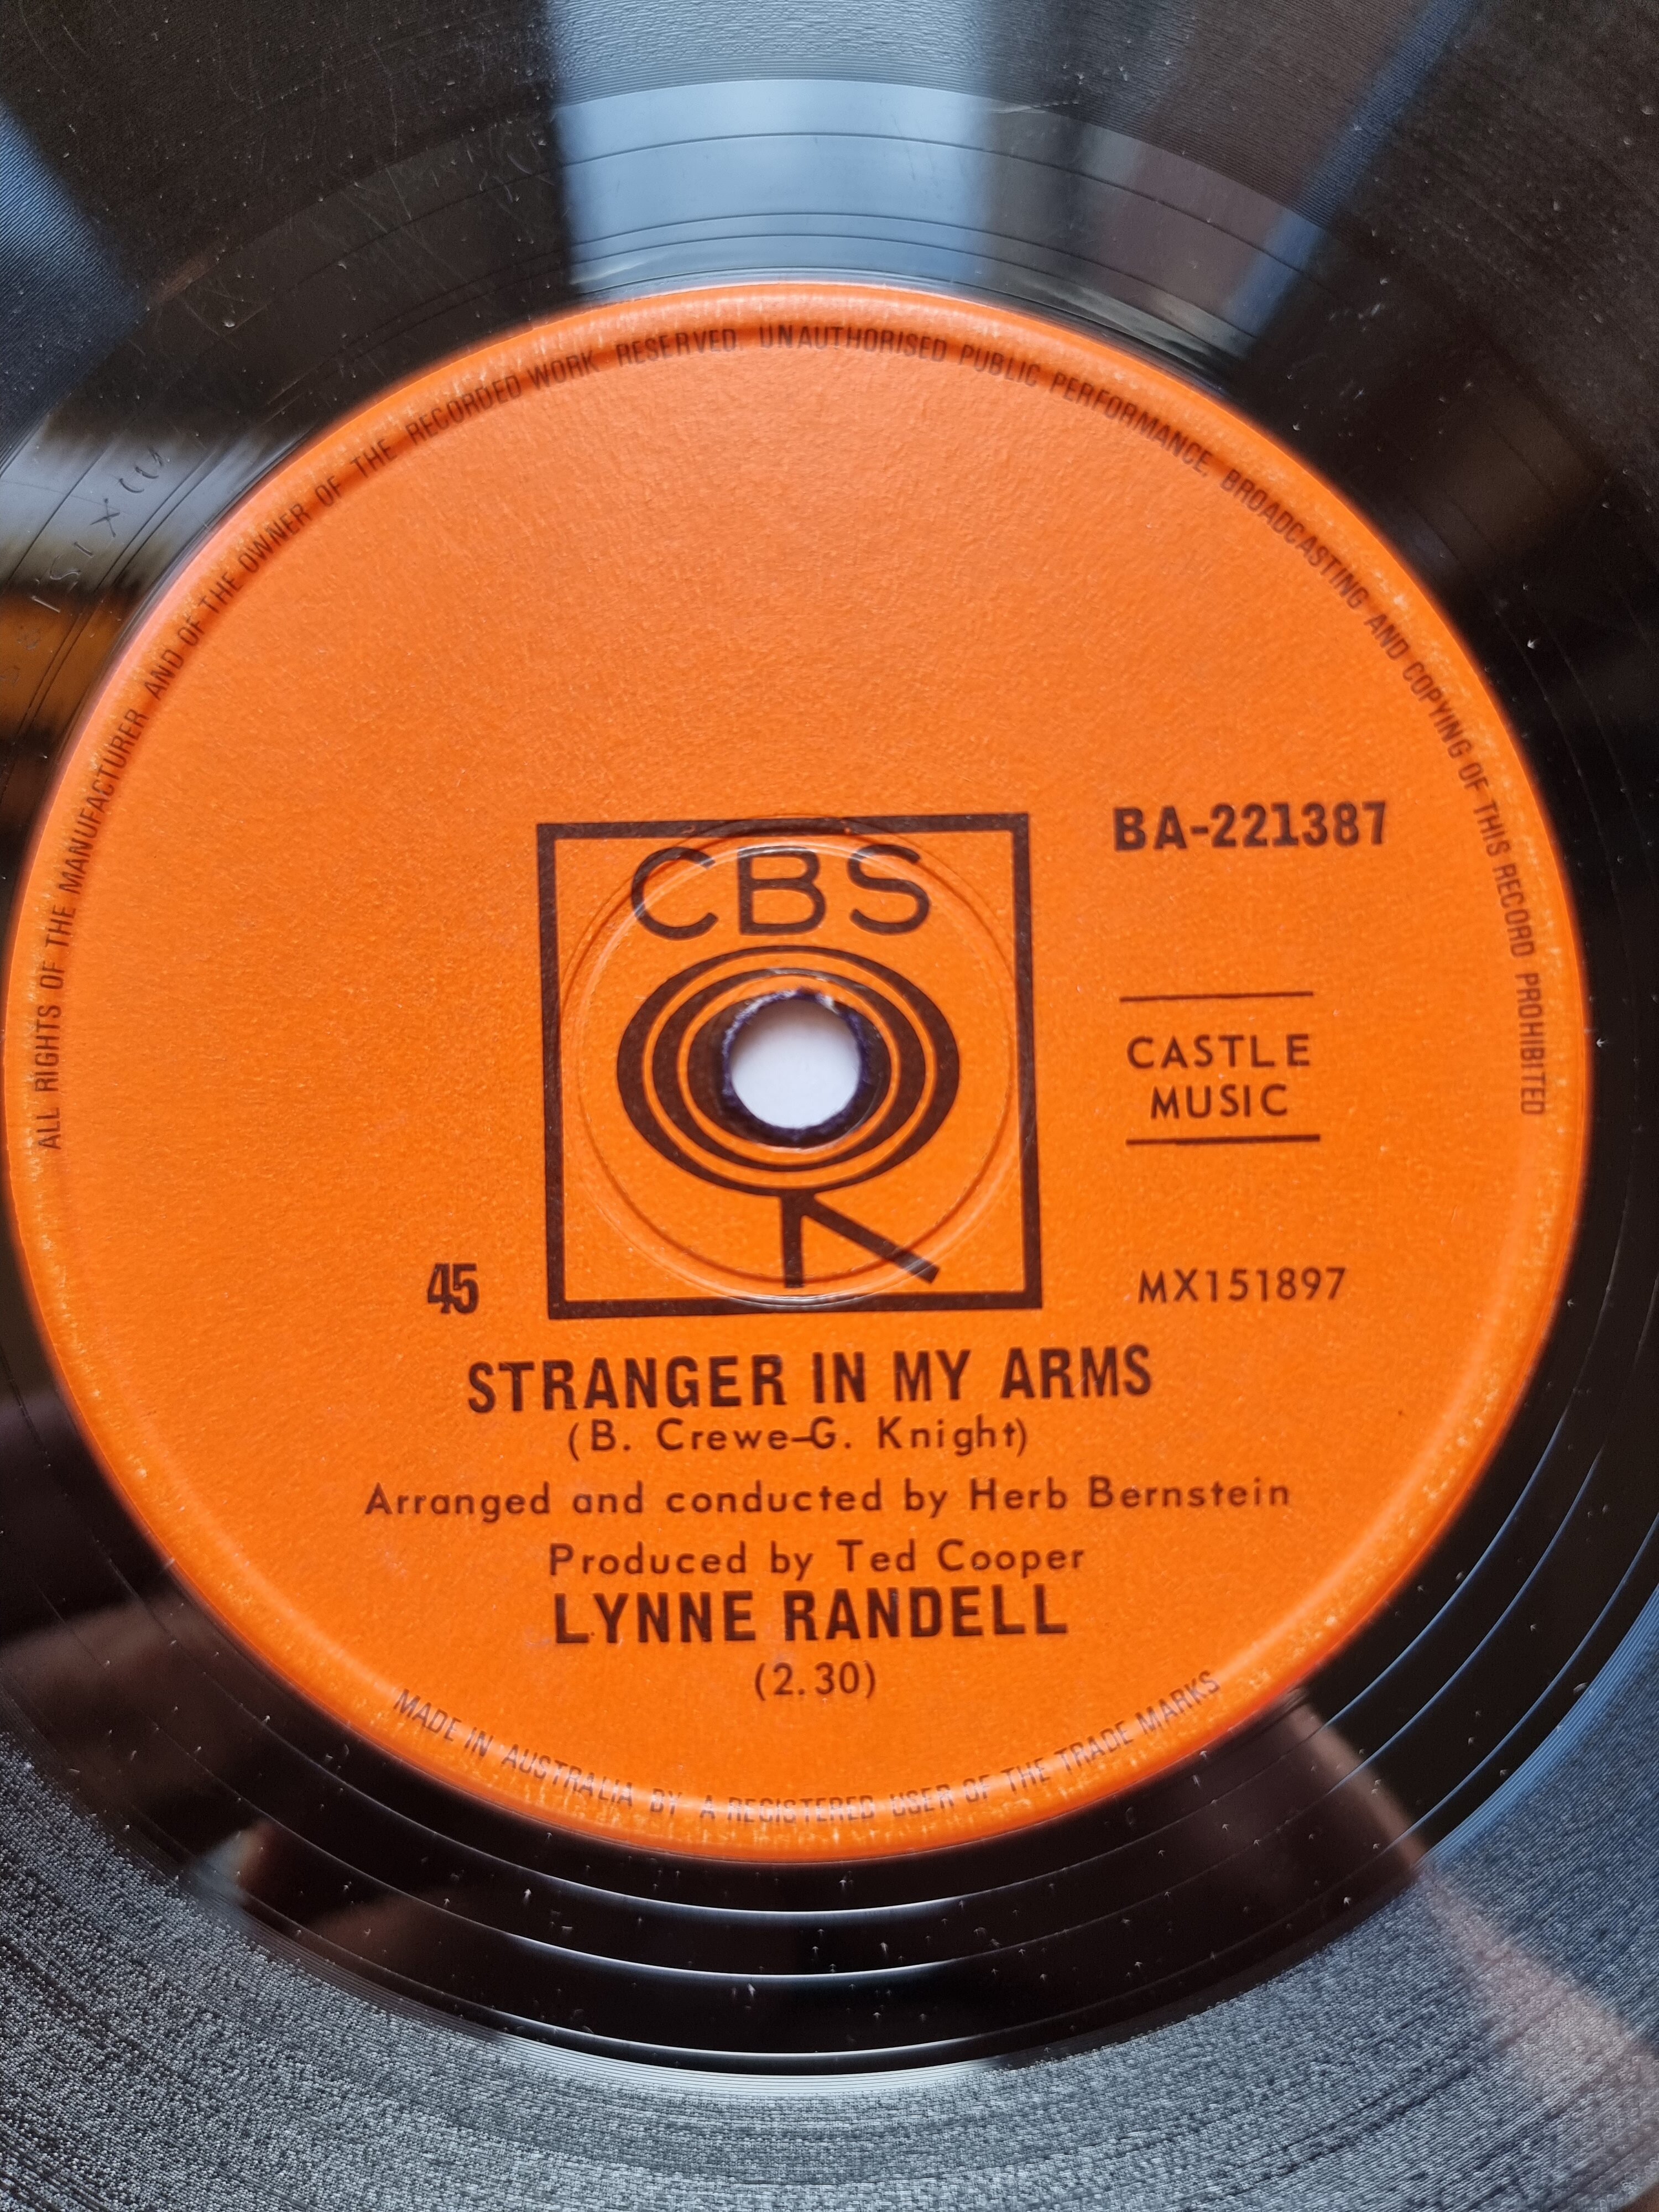 ALL RIGHTS OF THE MANUFACTURER AND OF THE OWNER OF THE RECORDED WORK RESERVED UNAUTHORISED PUBLIC PERFORMANCE BROADCASTING AND COPYING OF THIS RECORD PROHIBITED
BA-221387
CBS
CASTLE
MUSIC
45
MX151897
STRANGER IN MY ARMS
(B. Crewe-G. Knight)
Arranged and conducted by Herb Bernstein
Produced by Ted Cooper
LYNNE RANDELL
(2.30)
MADE IN AUSTRALIA BY A REGISTERED USER OF THE TRADE MARKS